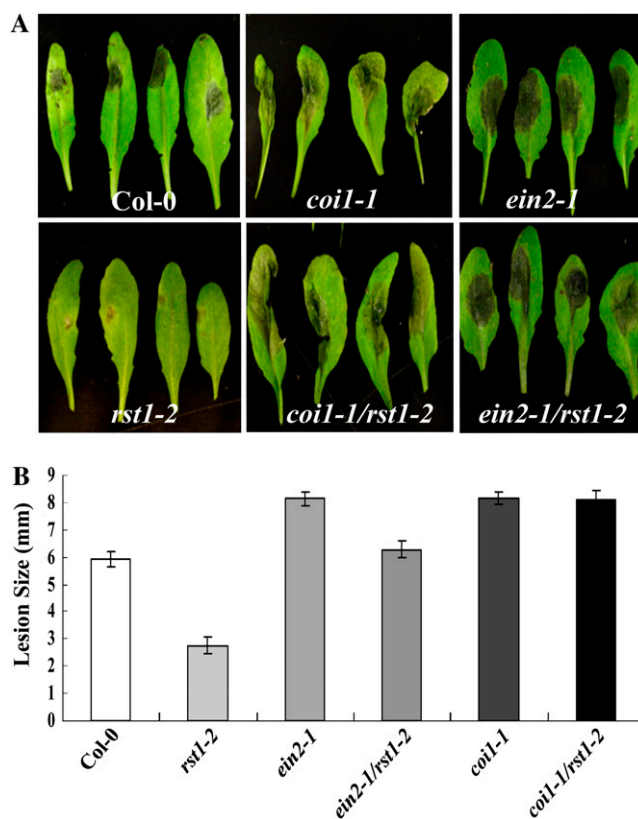 A
Col-0
coi1-1
ein2-1
rst1-2
coi1-1/rst1-2
ein2-1/rst1-2
B
Lesion Size (mm)
9
8
7
6
5
4
3
2
1
0
Col-0
rst1-2
ein2-1
ein2-1/rst1-2
coi1-1
coi1-1/rst1-2